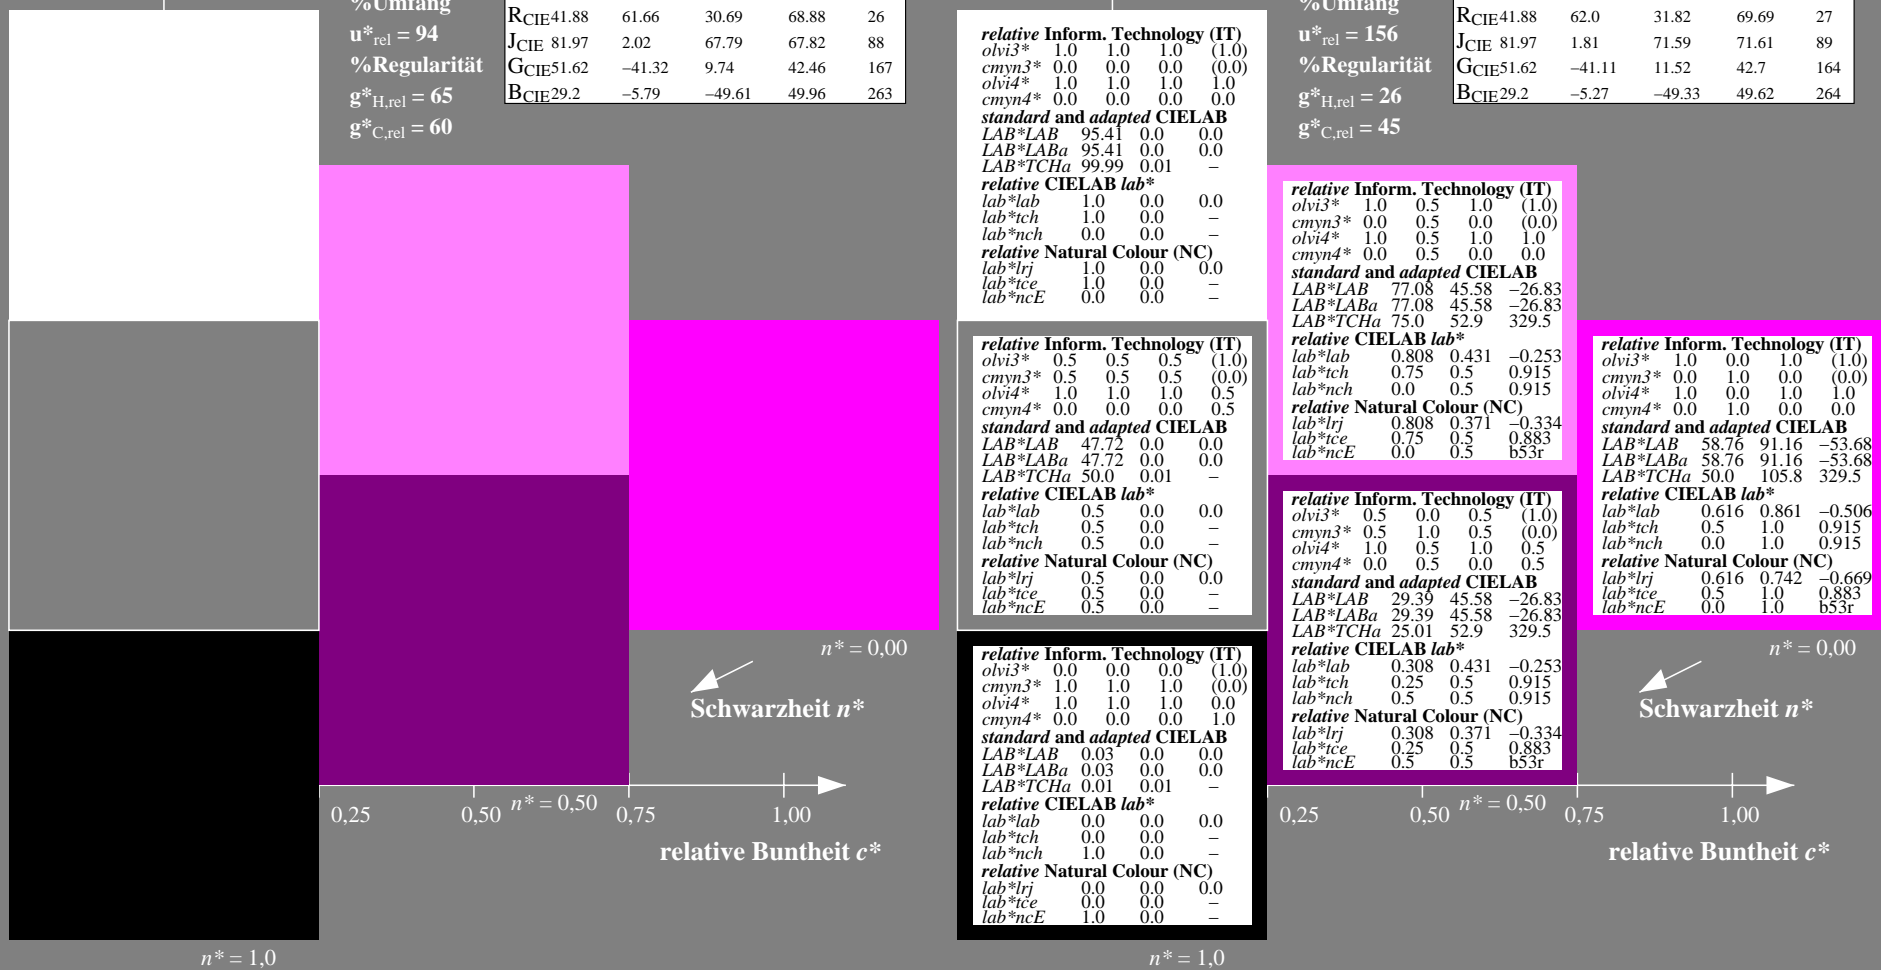 %Umfang
u*rel = 94
%Regularität
g*H,rel = 65
g*C,rel = 60
RCIE 41.88 61.66 30.69 68.88 26
JCIE 81.97 2.02 67.79 67.82 88
GCIE 51.62 –41.32 9.74 42.46 167
BCIE 29.2 –5.79 –49.61 49.96 263
n* = 0,00
Schwarzheit n*
n* = 0,50
0,25 0,50 0,75 1,00
relative Buntheit c*
n* = 1,0
%Umfang
u*rel = 156
%Regularität
g*H,rel = 26
g*C,rel = 45
RCIE 41.88 62.0 31.82 69.69 27
JCIE 81.97 1.81 71.59 71.61 89
GCIE 51.62 –41.11 11.52 42.7 164
BCIE 29.2 –5.27 –49.33 49.62 264
relative Inform. Technology (IT)
olvi3* 1.0 1.0 1.0 (1.0)
cmyn3* 0.0 0.0 0.0 (0.0)
olvi4* 1.0 1.0 1.0 1.0
cmyn4* 0.0 0.0 0.0 0.0
standard and adapted CIELAB
LAB*LAB 95.41 0.0 0.0
LAB*LABa 95.41 0.0 0.0
LAB*TCHa 99.99 0.01 –
relative CIELAB lab*
lab*lab 1.0 0.0 0.0
lab*tch 1.0 0.0 –
lab*nch 0.0 0.0 –
relative Natural Colour (NC)
lab*lrj 1.0 0.0 0.0
lab*tce 1.0 0.0 –
lab*ncE 0.0 0.0 –
relative Inform. Technology (IT)
olvi3* 1.0 0.5 1.0 (1.0)
cmyn3* 0.0 0.5 0.0 (0.0)
olvi4* 1.0 0.5 1.0 1.0
cmyn4* 0.0 0.5 0.0 0.0
standard and adapted CIELAB
LAB*LAB 77.08 45.58 –26.83
LAB*LABa 77.08 45.58 –26.83
LAB*TCHa 75.0 52.9 329.5
relative CIELAB lab*
lab*lab 0.808 0.431 –0.253
lab*tch 0.75 0.5 0.915
lab*nch 0.0 0.5 0.915
relative Natural Colour (NC)
lab*lrj 0.808 0.371 –0.334
lab*tce 0.75 0.5 0.883
lab*ncE 0.0 0.5 b53r
relative Inform. Technology (IT)
olvi3* 0.5 0.5 0.5 (1.0)
cmyn3* 0.5 0.5 0.5 (0.0)
olvi4* 1.0 1.0 1.0 0.5
cmyn4* 0.0 0.0 0.0 0.5
standard and adapted CIELAB
LAB*LAB 47.72 0.0 0.0
LAB*LABa 47.72 0.0 0.0
LAB*TCHa 50.0 0.01 –
relative CIELAB lab*
lab*lab 0.5 0.0 0.0
lab*tch 0.5 0.0 –
lab*nch 0.5 0.0 –
relative Natural Colour (NC)
lab*lrj 0.5 0.0 0.0
lab*tce 0.5 0.0 –
lab*ncE 0.5 0.0 –
relative Inform. Technology (IT)
olvi3* 1.0 0.0 1.0 (1.0)
cmyn3* 0.0 1.0 0.0 (0.0)
olvi4* 1.0 0.0 1.0 1.0
cmyn4* 0.0 1.0 0.0 0.0
standard and adapted CIELAB
LAB*LAB 58.76 91.16 –53.68
LAB*LABa 58.76 91.16 –53.68
LAB*TCHa 50.0 105.8 329.5
relative CIELAB lab*
lab*lab 0.616 0.861 –0.506
lab*tch 0.5 1.0 0.915
lab*nch 0.0 1.0 0.915
relative Natural Colour (NC)
lab*lrj 0.616 0.742 –0.669
lab*tce 0.5 1.0 0.883
lab*ncE 0.0 1.0 b53r
relative Inform. Technology (IT)
olvi3* 0.5 0.0 0.5 (1.0)
cmyn3* 0.5 1.0 0.5 (0.0)
olvi4* 1.0 0.5 1.0 0.5
cmyn4* 0.0 0.5 0.0 0.5
standard and adapted CIELAB
LAB*LAB 29.39 45.58 –26.83
LAB*LABa 29.39 45.58 –26.83
LAB*TCHa 25.01 52.9 329.5
relative CIELAB lab*
lab*lab 0.308 0.431 –0.253
lab*tch 0.25 0.5 0.915
lab*nch 0.5 0.5 0.915
relative Natural Colour (NC)
lab*lrj 0.308 0.371 –0.334
lab*tce 0.25 0.5 0.883
lab*ncE 0.5 0.5 b53r
relative Inform. Technology (IT)
olvi3* 0.0 0.0 0.0 (1.0)
cmyn3* 1.0 1.0 1.0 (0.0)
olvi4* 1.0 1.0 1.0 0.0
cmyn4* 0.0 0.0 0.0 1.0
standard and adapted CIELAB
LAB*LAB 0.03 0.0 0.0
LAB*LABa 0.03 0.0 0.0
LAB*TCHa 0.01 0.01 –
relative CIELAB lab*
lab*lab 0.0 0.0 0.0
lab*tch 0.0 0.0 –
lab*nch 1.0 0.0 –
relative Natural Colour (NC)
lab*lrj 0.0 0.0 0.0
lab*tce 0.0 0.0 –
lab*ncE 1.0 0.0 –
n* = 0,00
Schwarzheit n*
n* = 0,50
0,25 0,50 0,75 1,00
relative Buntheit c*
n* = 1,0